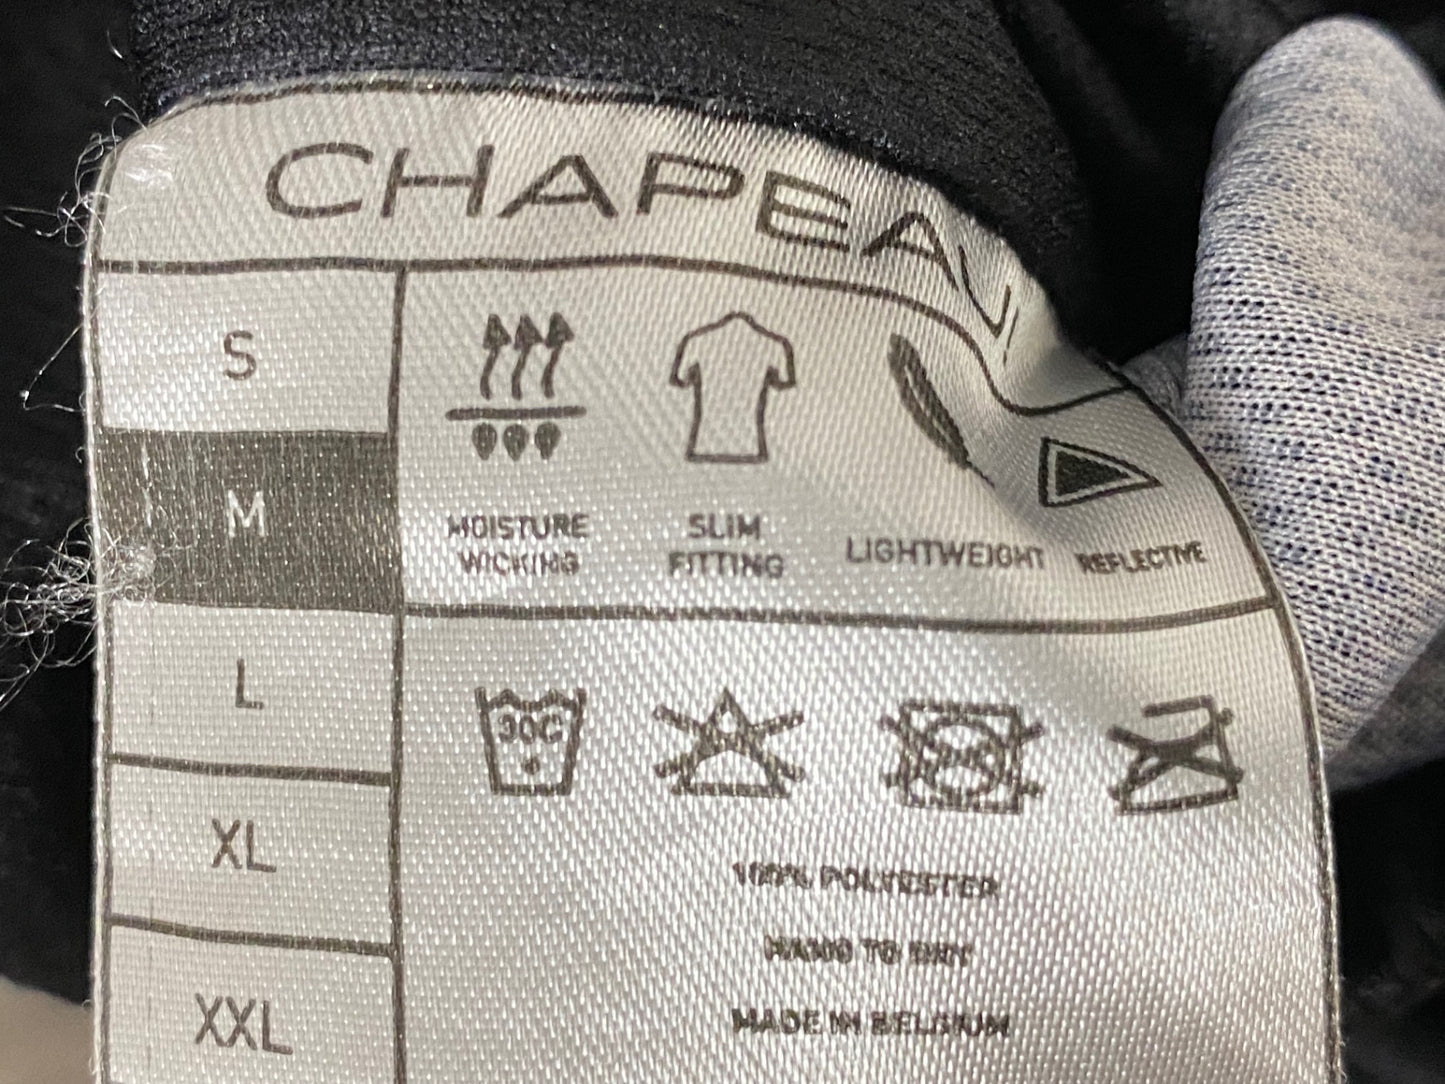 CHAPEAU
S
M
L
XL
XXL
MOISTURE
WICKING
SLIM
FITTING
LIGHTWEIGHT
REFLECTIVE
30C
100% POLYESTER
HANG TO DRY
MADE IN BELGIUM